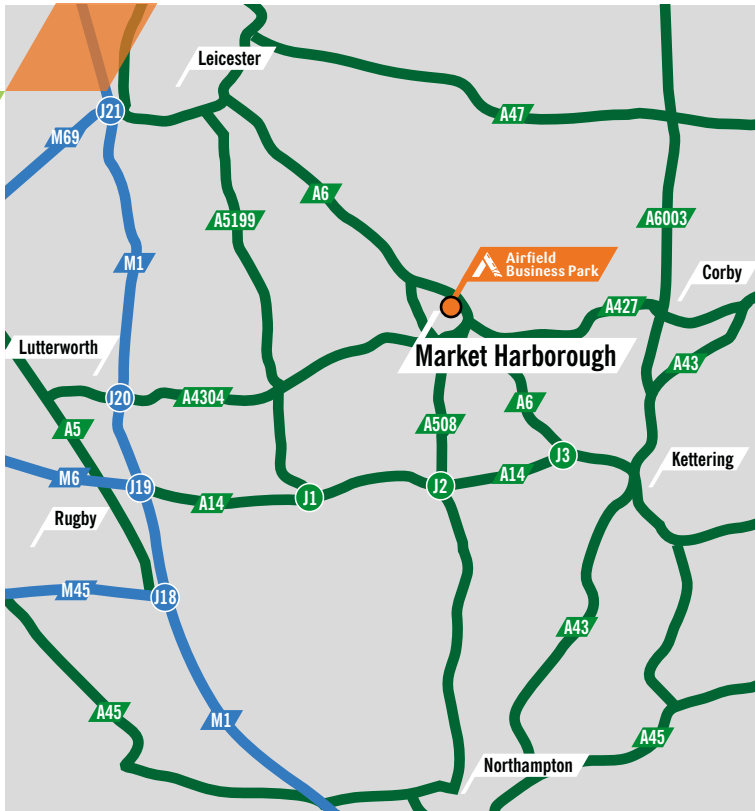 Leicester
J21
M69
A47
A6
A5199
A6003
M1
Airfield
Business Park
Corby
A427
Lutterworth
Market Harborough
A43
J20
A4304
A6
A5
A508
J3
Kettering
M6
J19
A14
J1
J2
A14
Rugby
M45
J18
A43
A45
M1
A45
Northampton